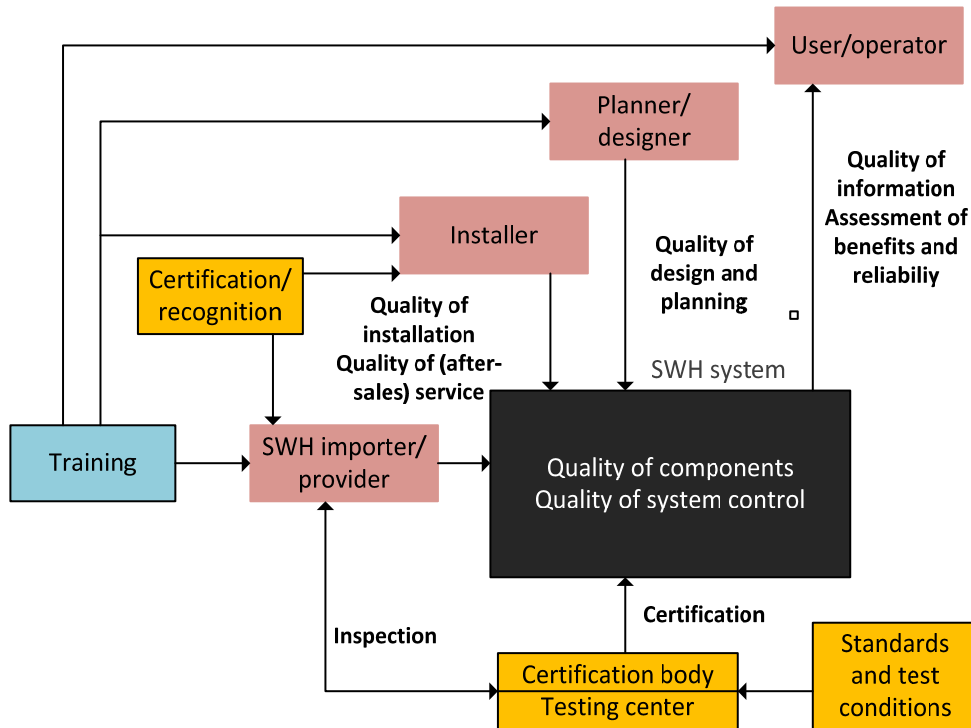 User/operator
Planner/
designer
Quality of
information
Assessment of
benefits and
reliabiliy
Installer
Quality of
design and
planning
Certification/
recognition
Quality of
installation
Quality of (after-
sales) service
SWH system
Training
SWH importer/
provider
Quality of components
Quality of system control
Inspection
Certification
Certification body
Testing center
Standards
and test
conditions